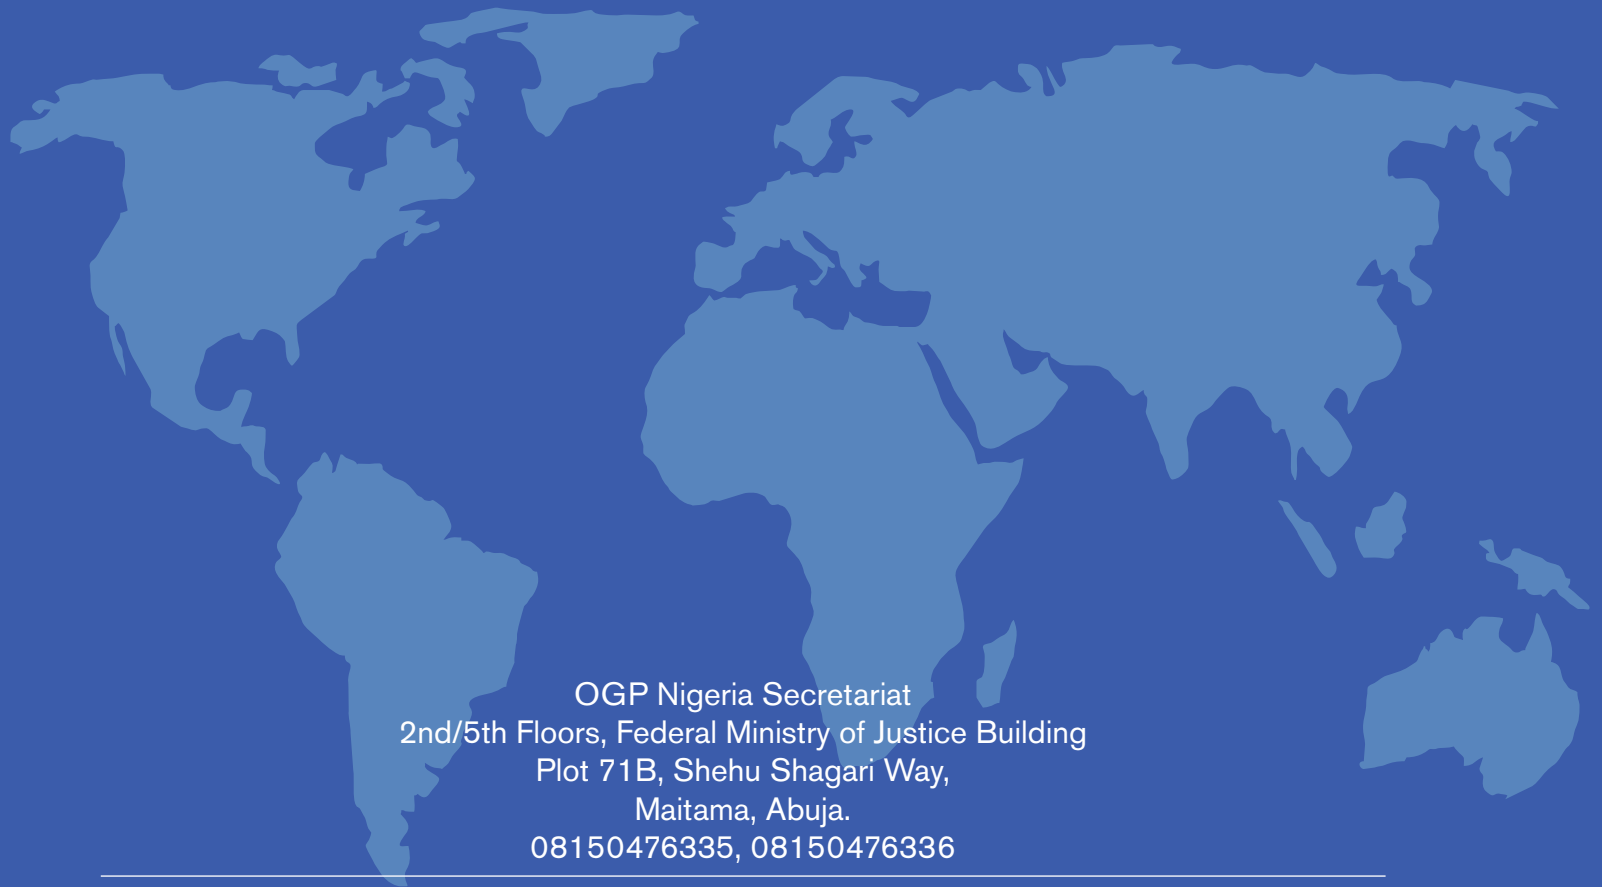 OGP Nigeria Secretariat
2nd/5th Floors, Federal Ministry of Justice Building
Plot 71B, Shehu Shagari Way,
Maitama, Abuja.
08150476335, 08150476336